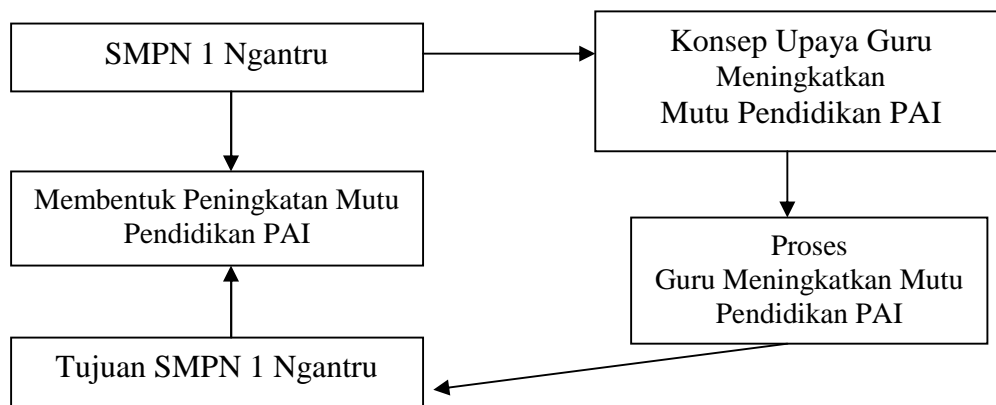 SMPN 1 Ngantru
Konsep Upaya Guru
Meningkatkan
Mutu Pendidikan PAI
Membentuk Peningkatan Mutu
Pendidikan PAI
Proses
Guru Meningkatkan Mutu
Pendidikan PAI
Tujuan SMPN 1 Ngantru